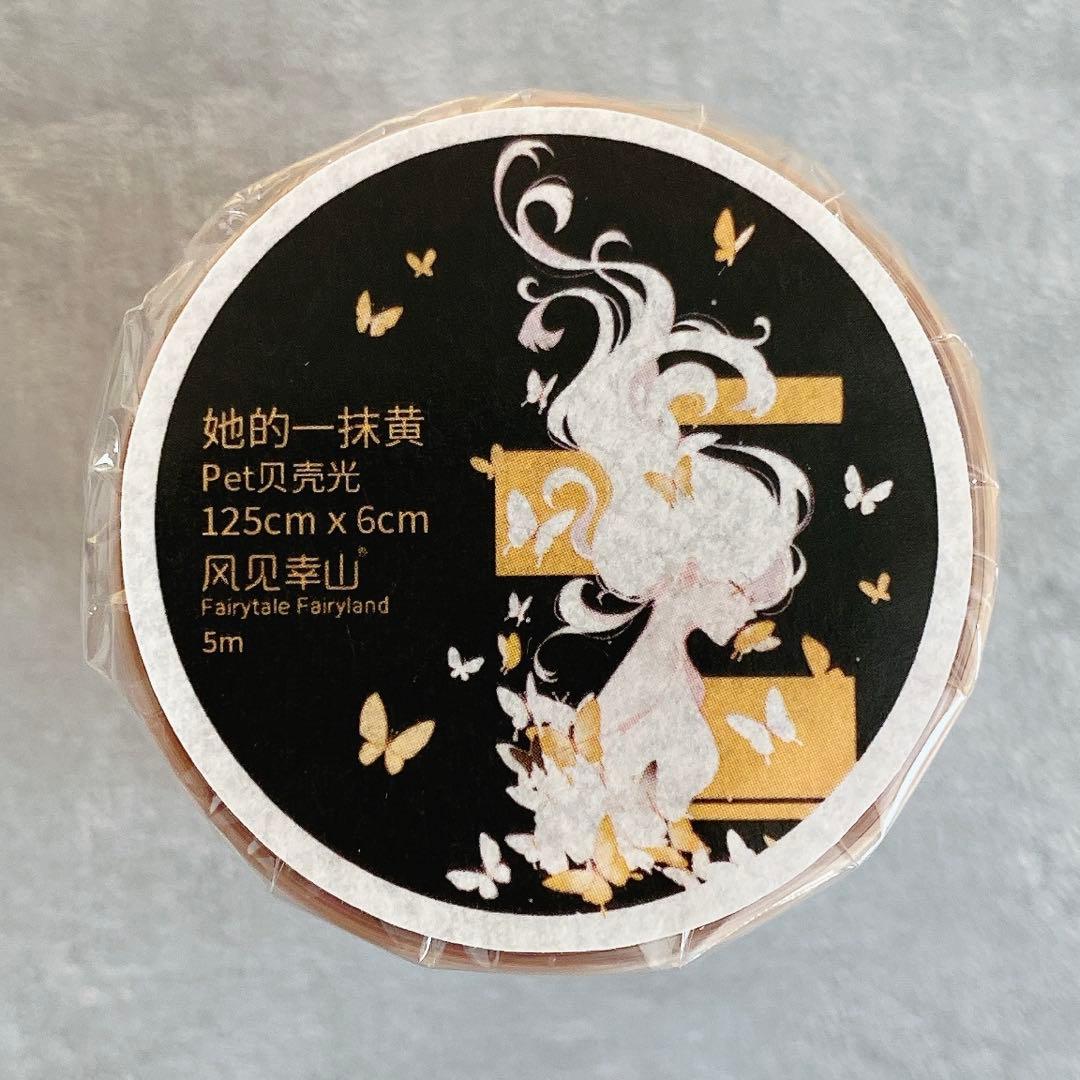 她的一抹黄
Pet贝壳光
125cm x 6cm
风见幸山®
Fairytale Fairyland
5m